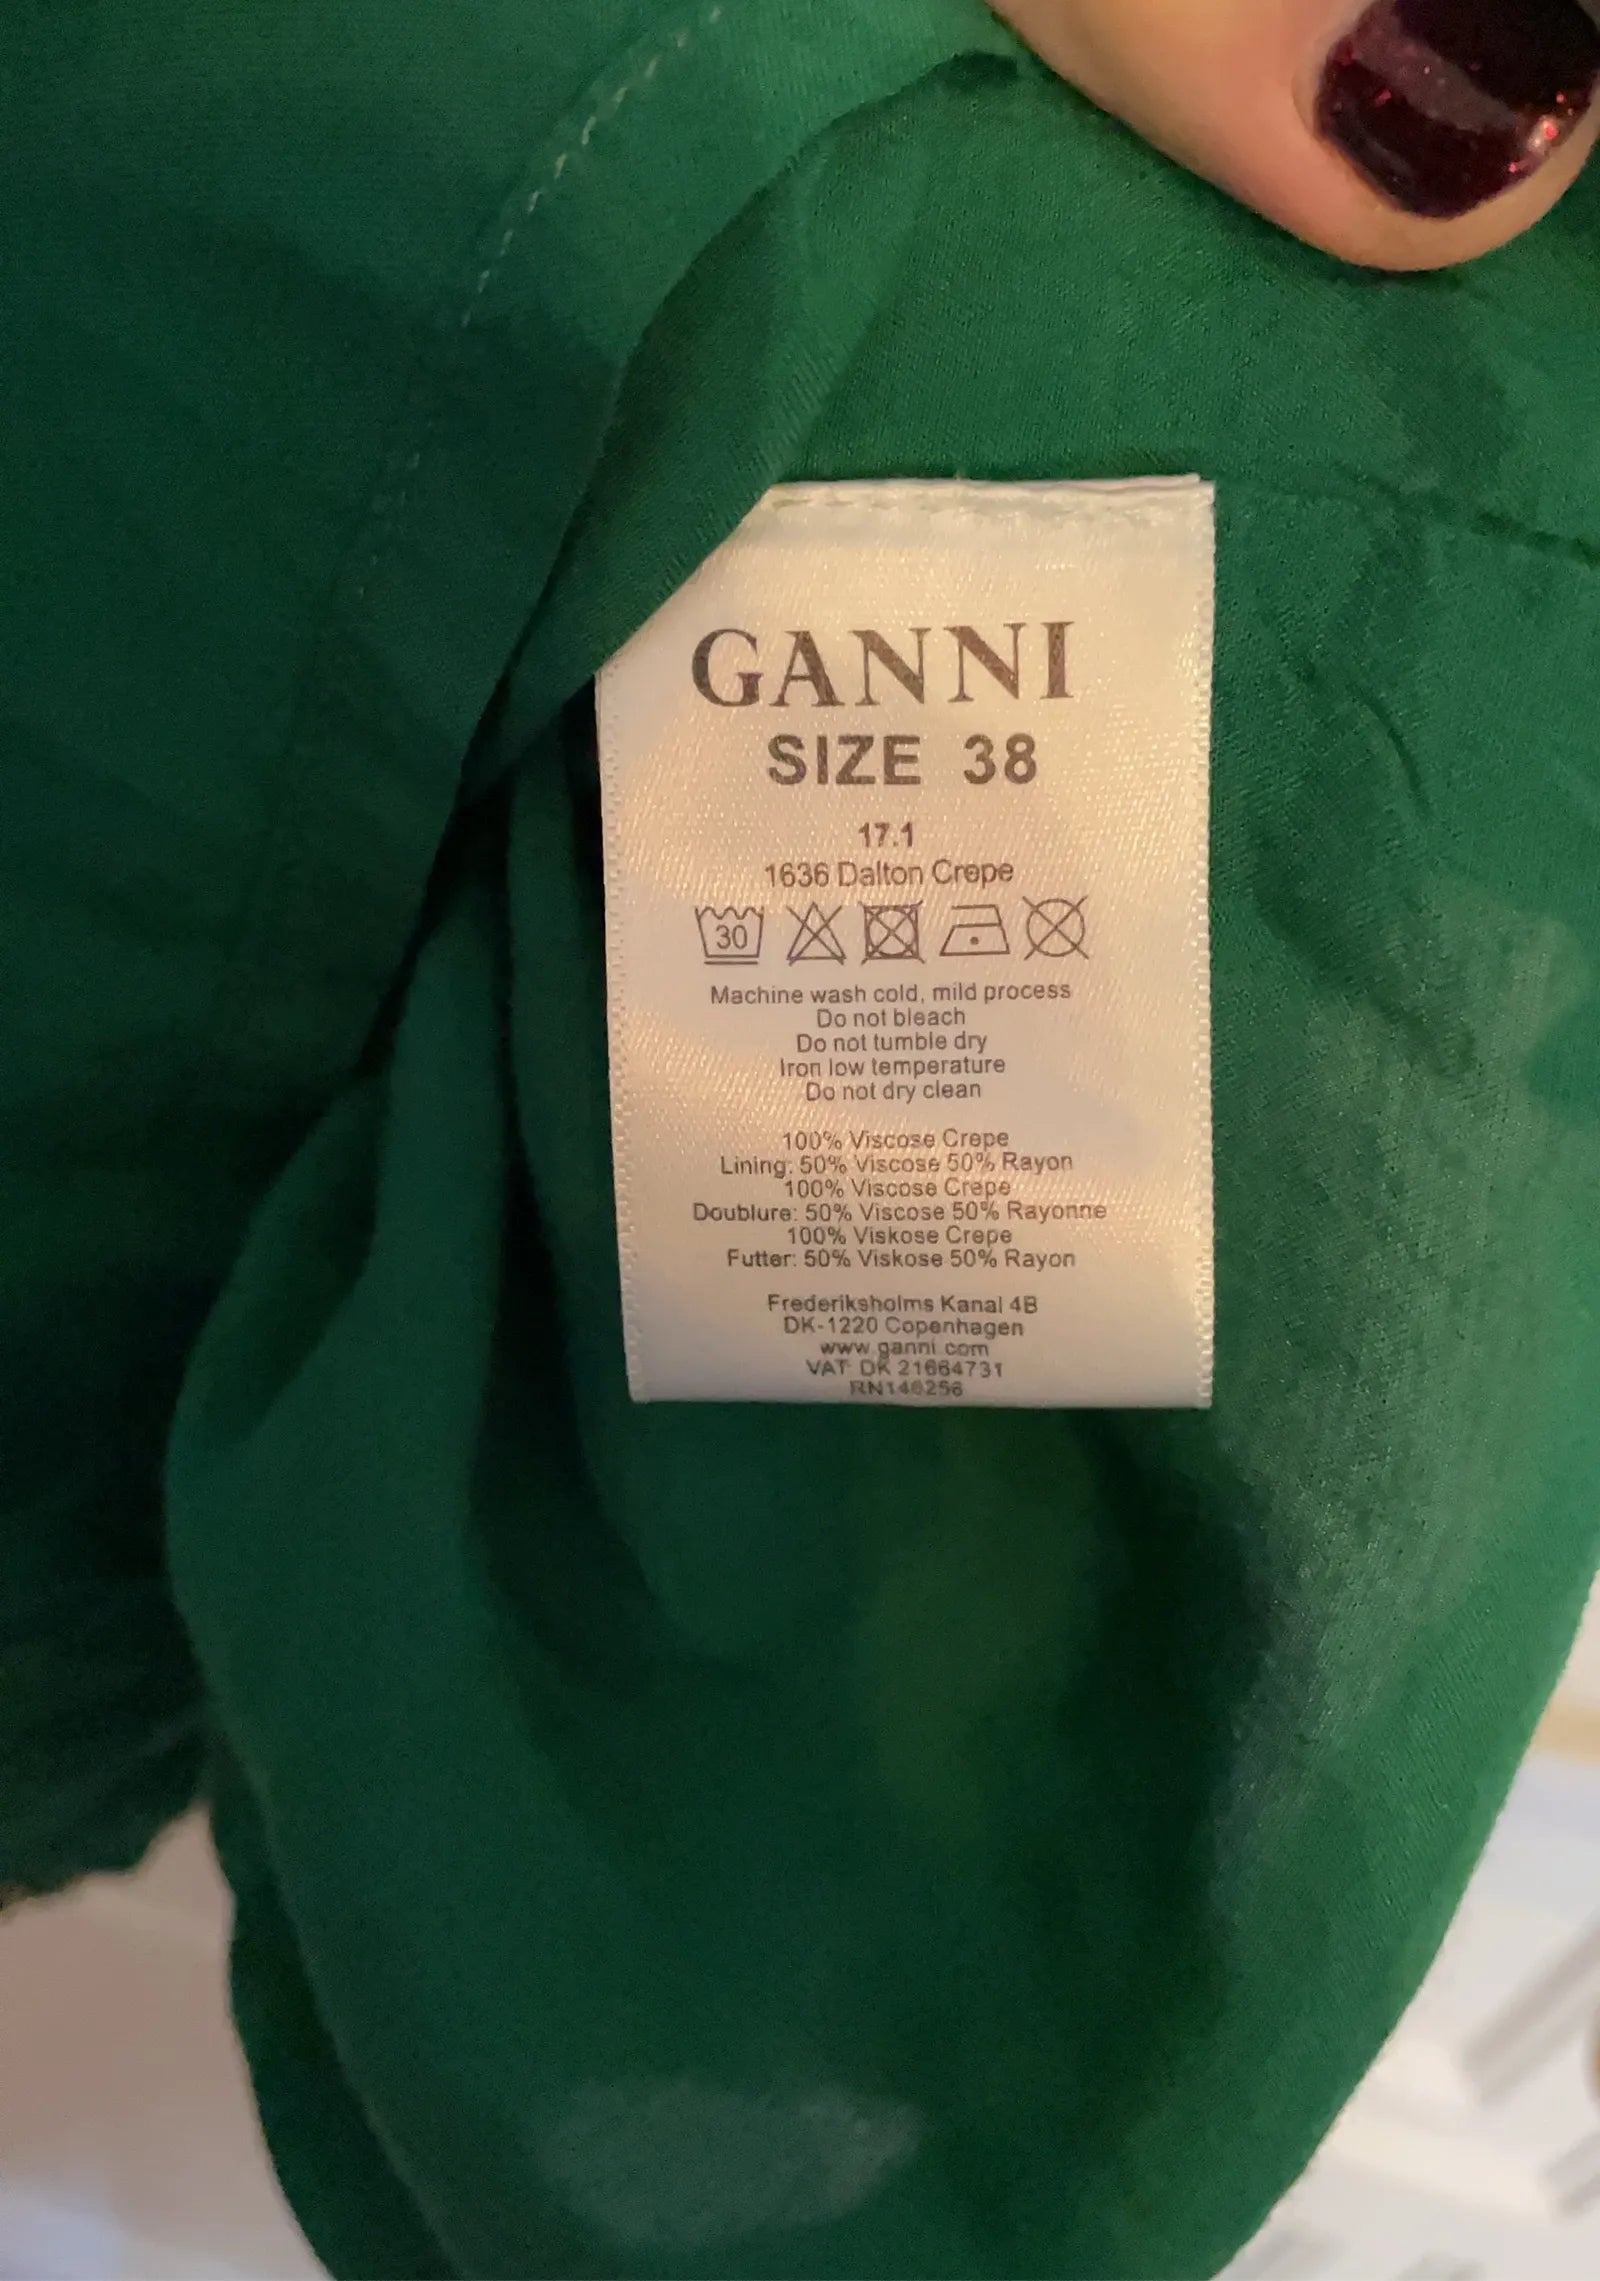 GANNI
SIZE 38
17.1
1636 Dalton Crepe
30
Machine wash cold, mild process
Do not bleach
Do not tumble dry
Iron low temperature
Do not dry clean
100% Viscose Crepe
Lining: 50% Viscose 50% Rayon
100% Viscose Crepe
Doublure: 50% Viscose 50% Rayonne
100% Viskose Crepe
Futter: 50% Viskose 50% Rayon
Frederiksholms Kanal 4B
DK-1220 Copenhagen
www.ganni.com
VAT DK 21664731
RN146256